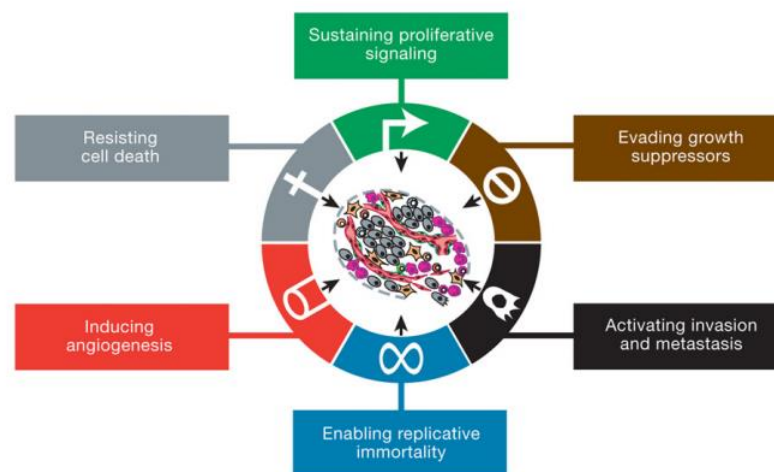 Sustaining proliferative
signaling
Resisting
cell death
Evading growth
suppressors
Inducing
angiogenesis
Activating invasion
and metastasis
Enabling replicative
immortality